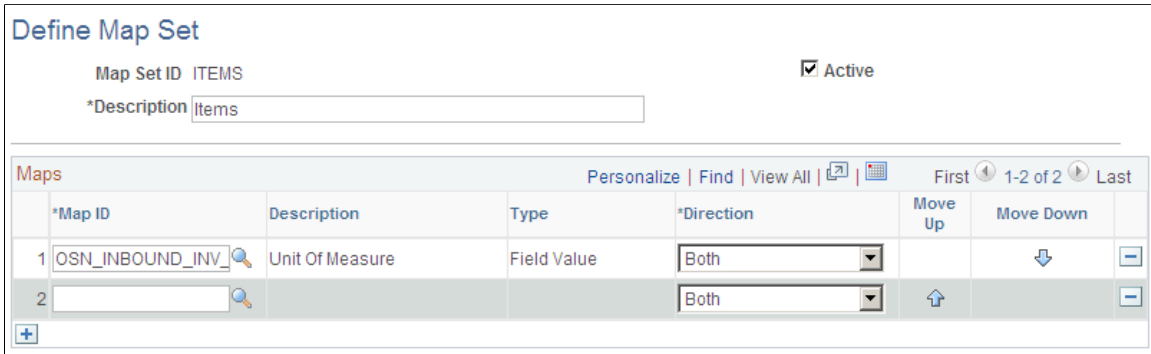 Define Map Set
Map Set ID ITEMS
Active
*Description Items
Maps
Personalize | Find | View All | | First 1-2 of 2 Last
*Map ID Description Type *Direction Move Up Move Down
1 OSN_INBOUND_INV_ Unit Of Measure Field Value Both
2 Both